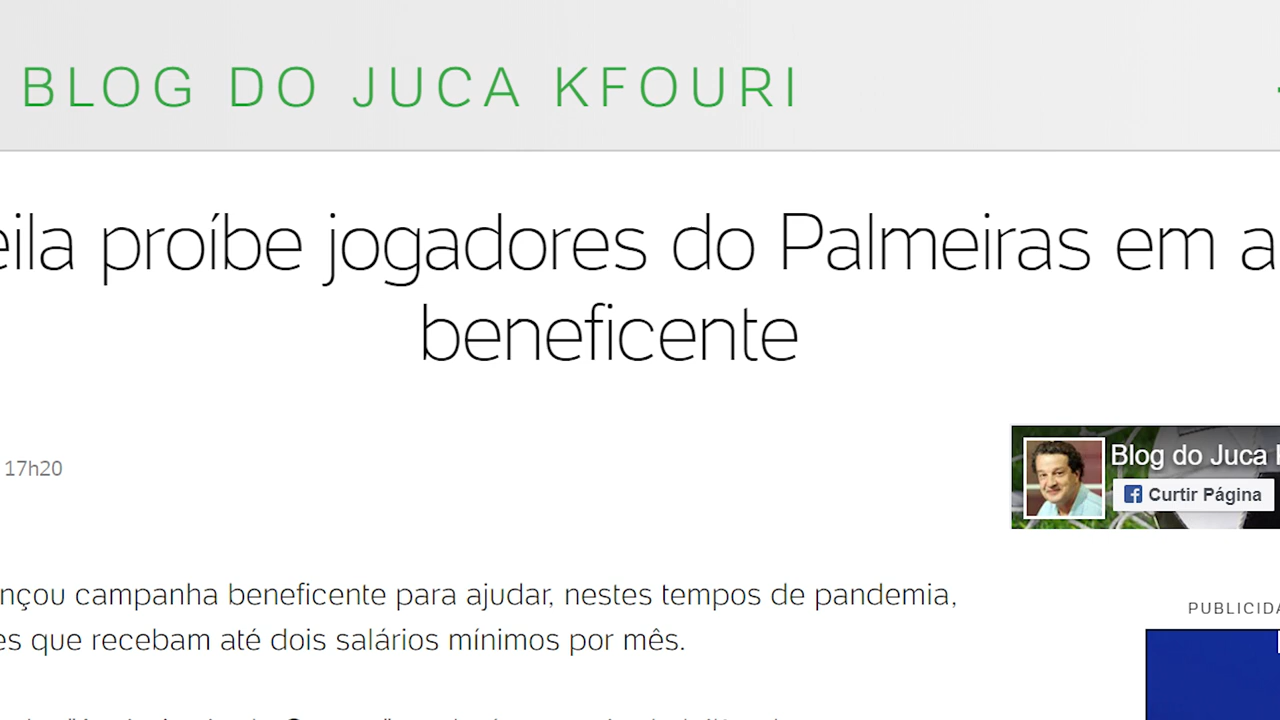 BLOG DO JUCA KFOURI
eila proíbe jogadores do Palmeiras em a
beneficente
17h20
Blog do Juca
Curtir Página
nçou campanha beneficente para ajudar, nestes tempos de pandemia,
es que recebam até dois salários mínimos por mês.
PUBLICIDA